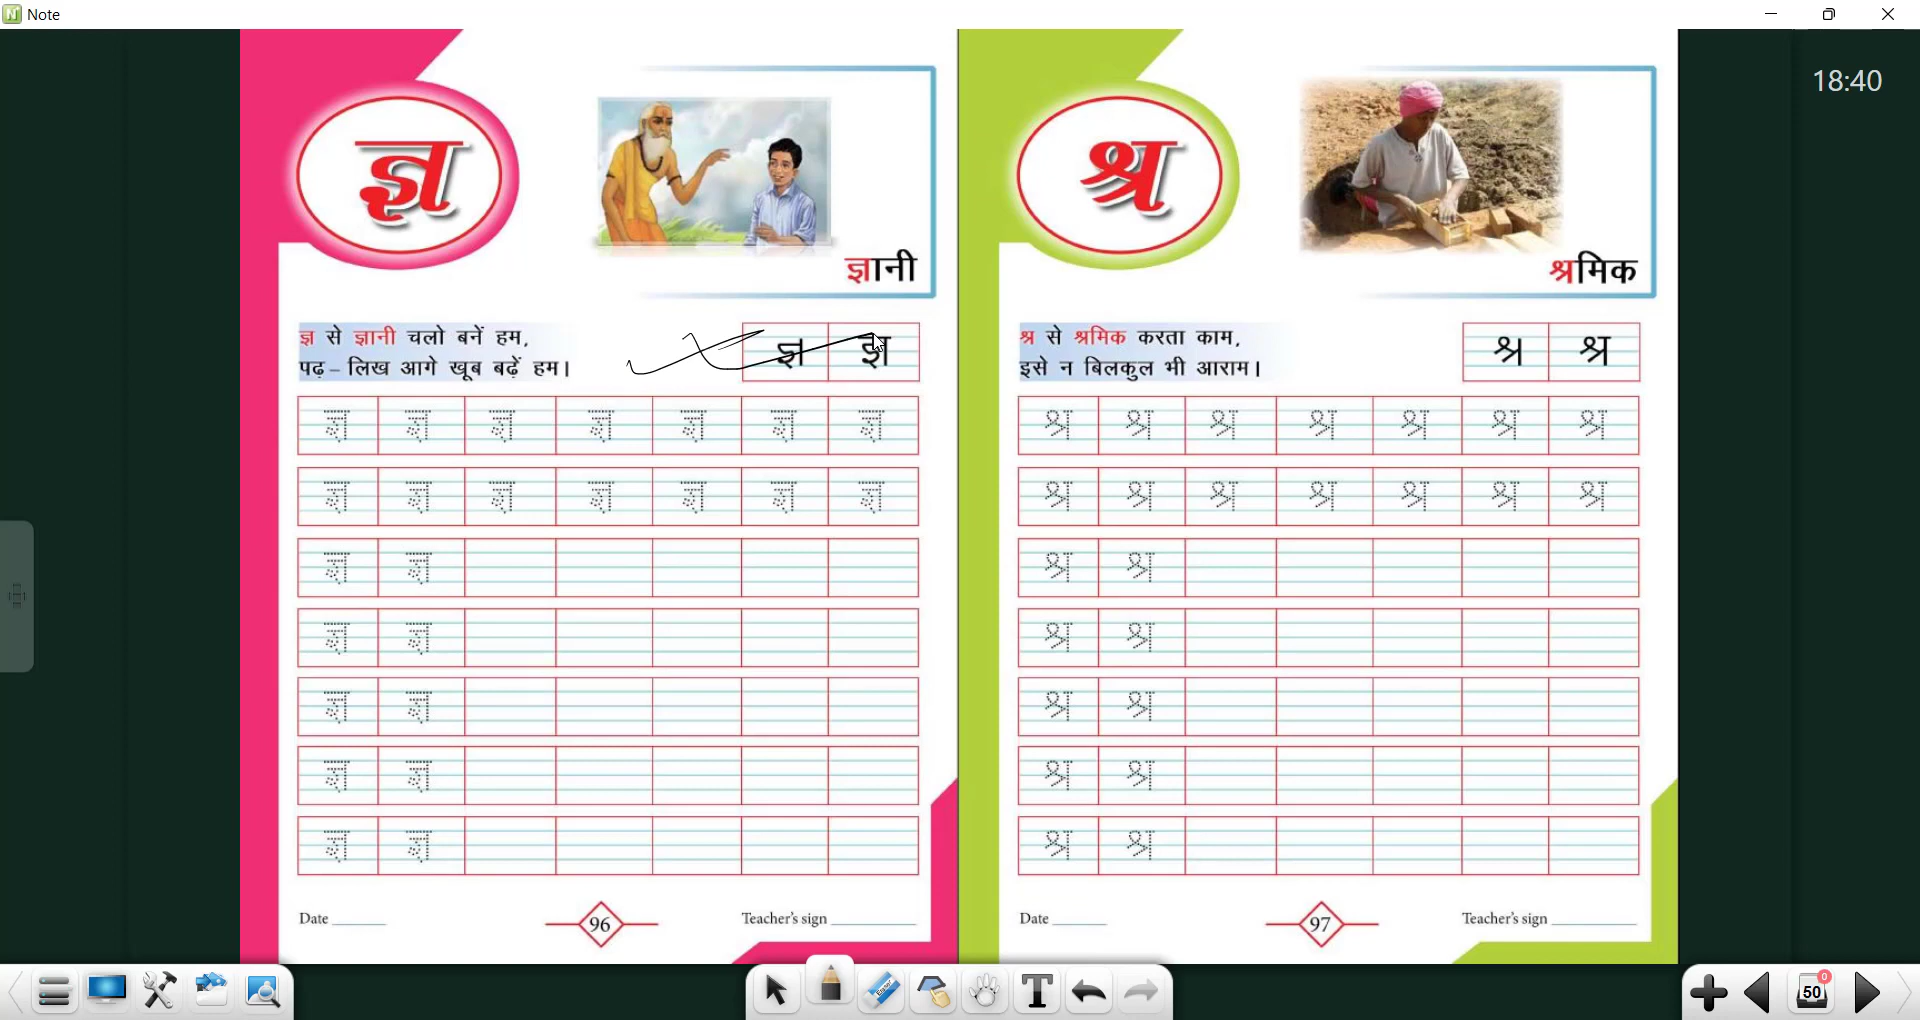 Note
18:40
ज्ञ
ज्ञानी
ज्ञ से ज्ञानी चलो बनें हम,
पढ़ – लिख आगे खूब बढ़ें हम।
ज्ञ ज्ञ
ज्ञ ज्ञ ज्ञ ज्ञ ज्ञ ज्ञ ज्ञ
ज्ञ ज्ञ ज्ञ ज्ञ ज्ञ ज्ञ ज्ञ
ज्ञ ज्ञ
ज्ञ ज्ञ
ज्ञ ज्ञ
ज्ञ ज्ञ
ज्ञ ज्ञ
Date
96
Teacher's sign
श्र
श्रमिक
श्र से श्रमिक करता काम,
इसे न बिलकुल भी आराम।
श्र श्र
श्र श्र श्र श्र श्र श्र श्र
श्र श्र श्र श्र श्र श्र श्र
श्र श्र
श्र श्र
श्र श्र
श्र श्र
श्र श्र
Date
97
Teacher's sign
T
50
0